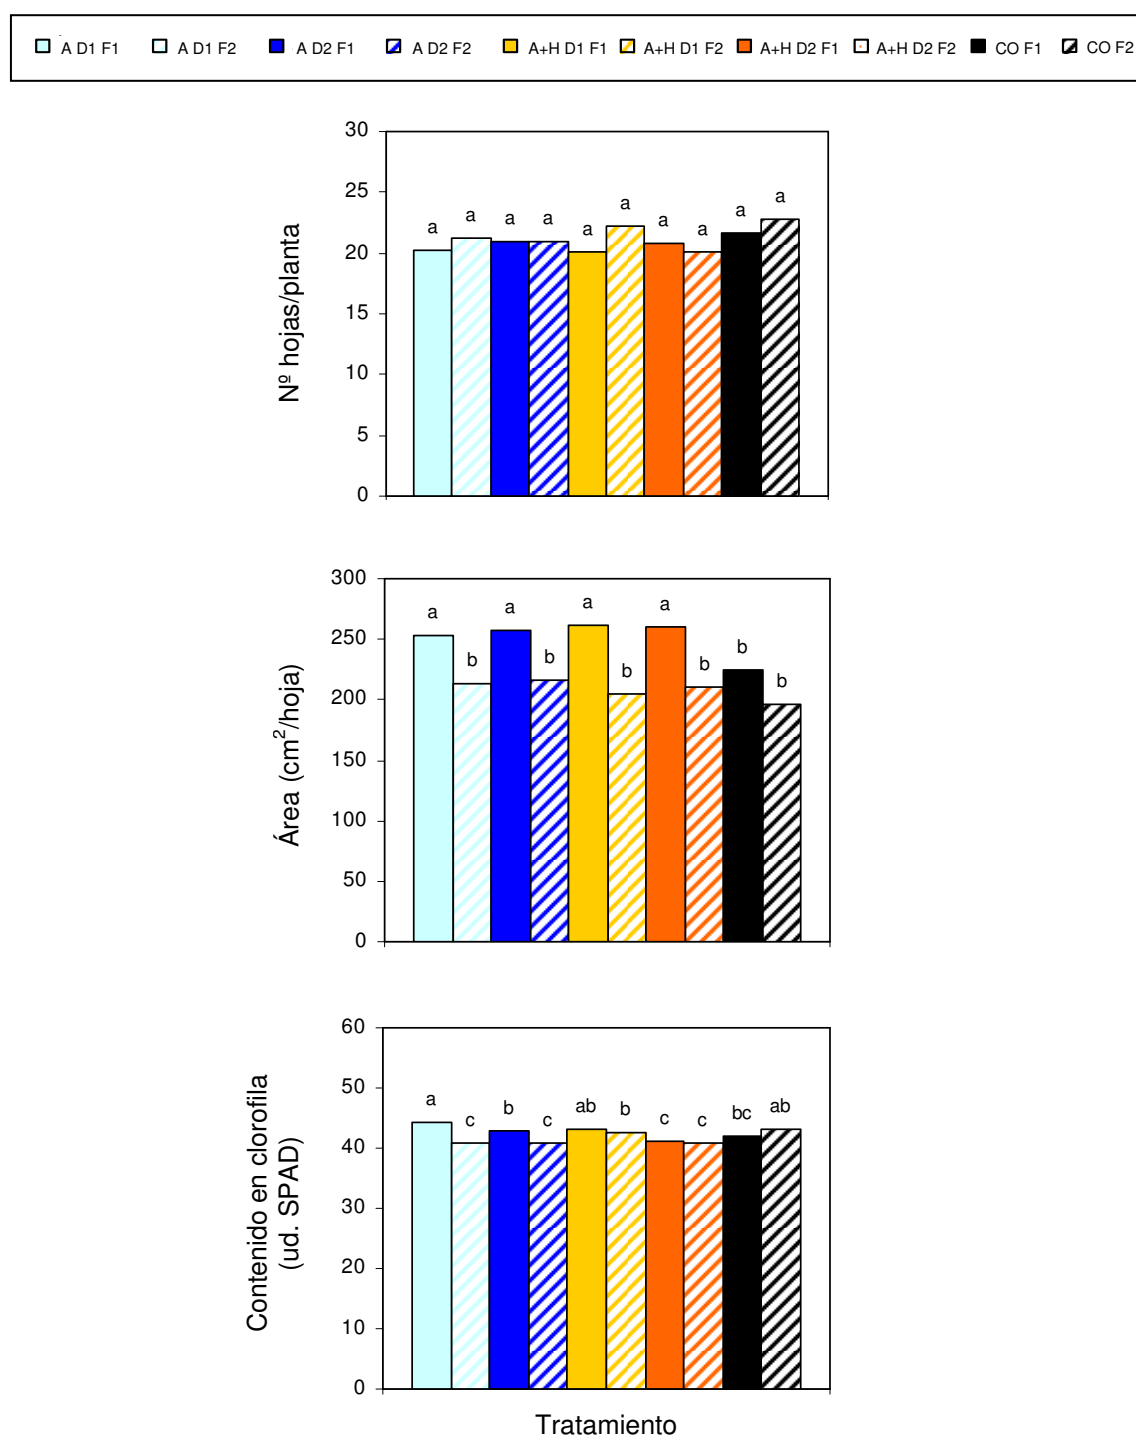 A D1 F1 A D1 F2 A D2 F1 A D2 F2 A+H D1 F1 A+H D1 F2 A+H D2 F1 A+H D2 F2 CO F1 CO F2
30
25
20
15
10
5
0
Nº hojas/planta
a a a a a a a a a a
300
250
200
150
100
50
0
Área (cm²/hoja)
a b a b a b a b b b
60
50
40
30
20
10
0
Contenido en clorofila
(ud. SPAD)
a c b c ab b c c bc ab
Tratamiento